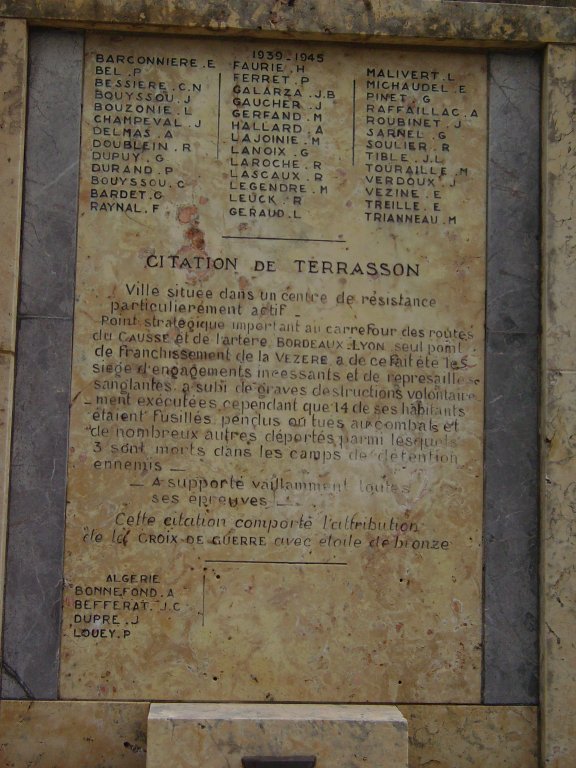 1939-1945
BARCONNIERE.E
BEL.P
BESSIERE.C.N
BOUYSSOU.J
BOUZONIE.L
CHAMPEVAL.J
DELMAS.A
DOUBLEIN.R
DUPUY.G
DURAND.P
BOUYSSOU.C
BARDET.G
RAYNAL.F
FAURIE.H
FERRET.P
GALARZA.J.B
GAUCHER.J
GERFAND.M
HALLARD.A
LAJOINIE.M
LANOIX.G
LAROCHE.R
LASCAUX.R
LEGENDRE.M
LEUCK.R
GERAUD.L
MALIVERT.L
MICHAUDEL.E
PINET.G
RAFFAILLAC.A
ROUBINET.J
SARNEL.G
SOULIER.R
TIBLE.J.L
TOURAILLE.M
VERDOUX.J
VEZINE.E
TREILLE.E
TRIANNEAU.M
CITATION DE TERRASSON
Ville située dans un centre de résistance
particulièrement actif _
Point stratégique important au carrefour des routes
du CAUSSE et de l'artère BORDEAUX-LYON, seul point
de franchissement de la VEZERE, a de ce fait été les
siège d'engagements incessants et de represailles
sanglantes, a subi de graves destructions volontaire
_ment exécutées cependant que 14 de ses habitants
étaient fusillés, pendus ou tués au combats et
de nombreux autres déportés parmi lesquels
3 sont morts dans les camps de détention
ennemis _
_ A supporté vaillamment toutes
ses épreuves _
Cette citation comporte l'attribution
de la CROIX DE GUERRE avec étoile de bronze
ALGERIE
BONNEFOND.A
BEFFERAT.J.C
DUPRE.J
LOUEY.P